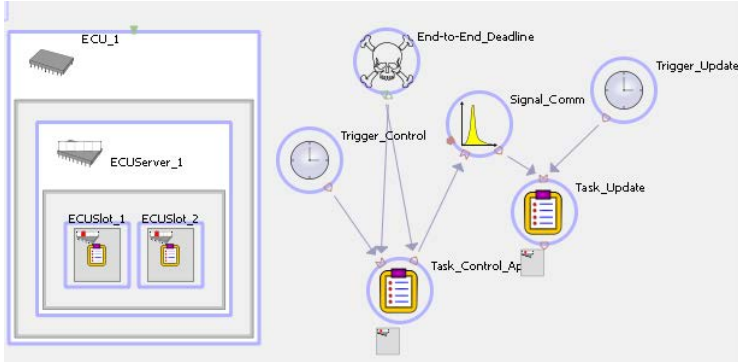 ECU_1
End-to-End_Deadline
Trigger_Update
Signal_Comm
Trigger_Control
ECUServer_1
Task_Update
ECUSlot_1 ECUSlot_2
Task_Control_Ap